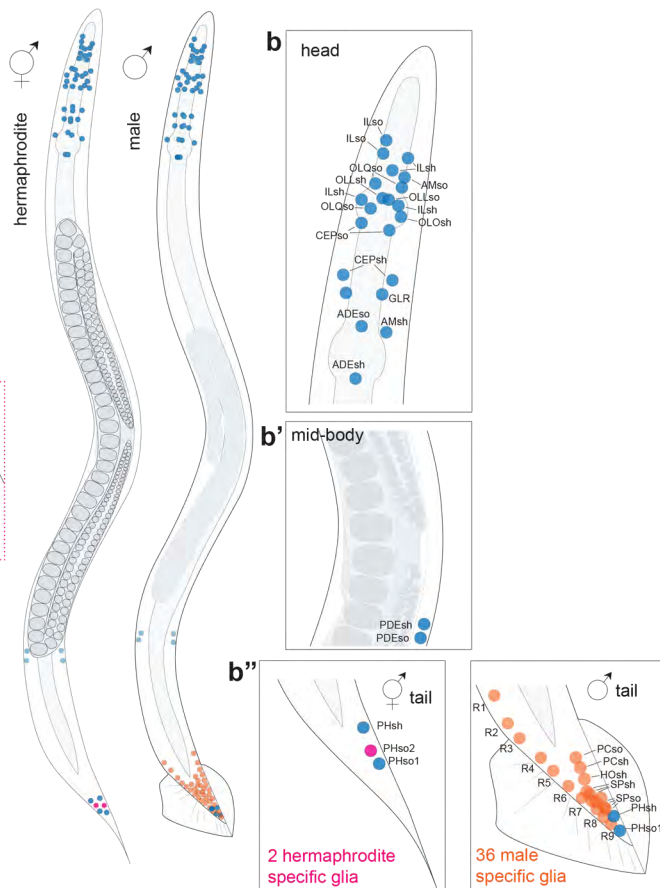 hermaphrodite
male
b
head
ILso
ILso
OLQso
ILsh
AMso
OLLsh
ILsh
OLLso
OLQso
ILsh
OLOsh
CEPso
CEPsh
GLR
ADEso
AMsh
ADEsh
b'
mid-body
PDEsh
PDEso
b"
tail
PHsh
PHso2
PHso1
2 hermaphrodite
specific glia
tail
R1
R2
R3
R4
R5
R6
R7
R8
R9
PCso
PCsh
HOsh
SPsh
SPso
PHsh
PHso1
36 male
specific glia